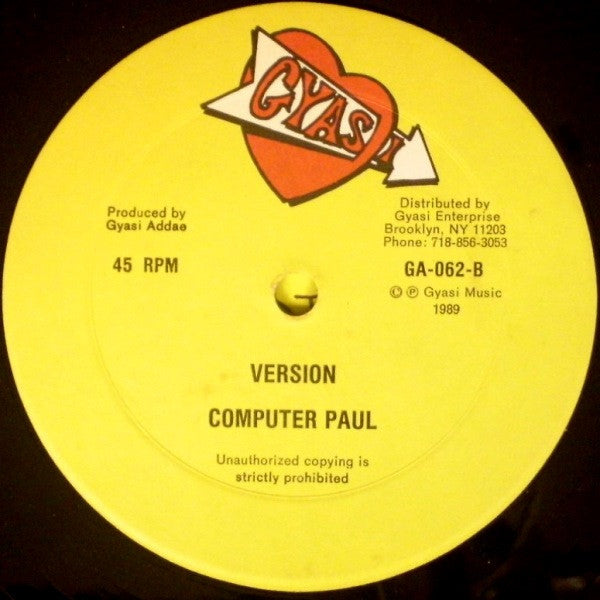 GYASI
Produced by
Gyasi Addae
Distributed by
Gyasi Enterprise
Brooklyn, NY 11203
Phone: 718-856-3053
45 RPM
GA-062-B
© ℗ Gyasi Music
1989
VERSION
COMPUTER PAUL
Unauthorized copying is
strictly prohibited